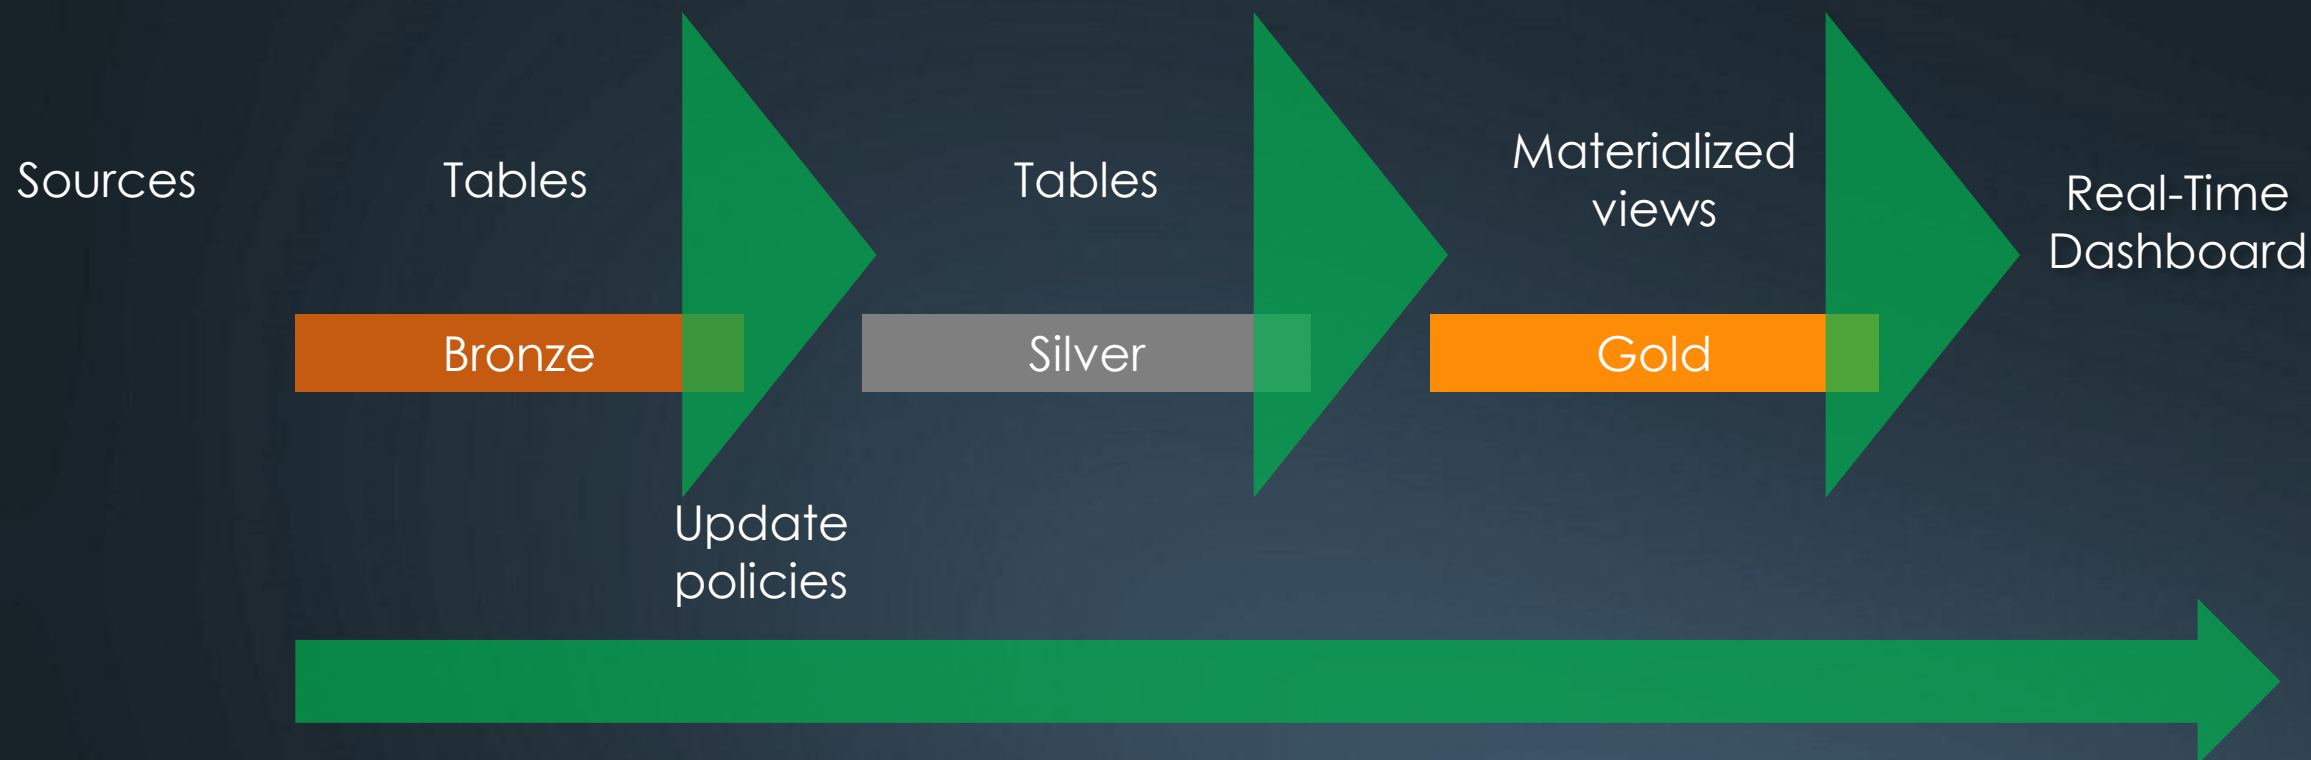 Sources
Tables
Tables
Materialized
views
Real-Time
Dashboard
Bronze
Silver
Gold
Update
policies